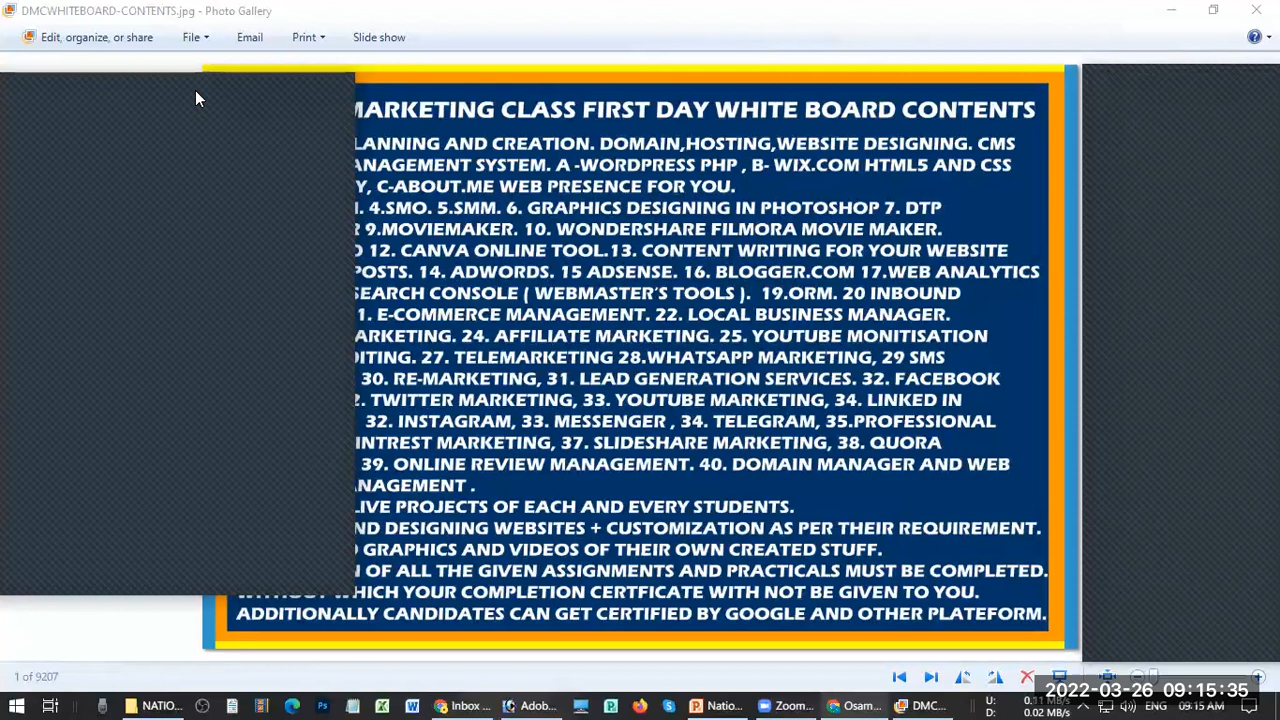 DMCWHITEBOARD-CONTENTS.jpg - Photo Gallery
Edit, organize, or share File Email Print Slide show
MARKETING CLASS FIRST DAY WHITE BOARD CONTENTS
LANNING AND CREATION. DOMAIN,HOSTING,WEBSITE DESIGNING. CMS
ANAGEMENT SYSTEM. A -WORDPRESS PHP , B- WIX.COM HTML5 AND CSS
Y, C-ABOUT.ME WEB PRESENCE FOR YOU.
. 4.SMO. 5.SMM. 6. GRAPHICS DESIGNING IN PHOTOSHOP 7. DTP
R 9.MOVIEMAKER. 10. WONDERSHARE FILMORA MOVIE MAKER.
O 12. CANVA ONLINE TOOL.13. CONTENT WRITING FOR YOUR WEBSITE
POSTS. 14. ADWORDS. 15 ADSENSE. 16. BLOGGER.COM 17.WEB ANALYTICS
SEARCH CONSOLE ( WEBMASTER'S TOOLS ). 19.ORM. 20 INBOUND
1. E-COMMERCE MANAGEMENT. 22. LOCAL BUSINESS MANAGER.
ARKETING. 24. AFFILIATE MARKETING. 25. YOUTUBE MONITISATION
DITING. 27. TELEMARKETING 28.WHATSAPP MARKETING, 29 SMS
30. RE-MARKETING, 31. LEAD GENERATION SERVICES. 32. FACEBOOK
2. TWITTER MARKETING, 33. YOUTUBE MARKETING, 34. LINKED IN
32. INSTAGRAM, 33. MESSENGER , 34. TELEGRAM, 35.PROFESSIONAL
INTREST MARKETING, 37. SLIDESHARE MARKETING, 38. QUORA
39. ONLINE REVIEW MANAGEMENT. 40. DOMAIN MANAGER AND WEB
ANAGEMENT .
LIVE PROJECTS OF EACH AND EVERY STUDENTS.
ND DESIGNING WEBSITES + CUSTOMIZATION AS PER THEIR REQUIREMENT.
GRAPHICS AND VIDEOS OF THEIR OWN CREATED STUFF.
N OF ALL THE GIVEN ASSIGNMENTS AND PRACTICALS MUST BE COMPLETED.
WITHOUT WHICH YOUR COMPLETION CERTFICATE WITH NOT BE GIVEN TO YOU.
ADDITIONALLY CANDIDATES CAN GET CERTIFIED BY GOOGLE AND OTHER PLATEFORM.
1 of 9207
2022-03-26 09:15:35
NATIO... Inbox ... Adob... Natio... Zoom... Osam... DMC... U: 0.11 MB/s ENG 09:15 AM
D: 0.02 MB/s